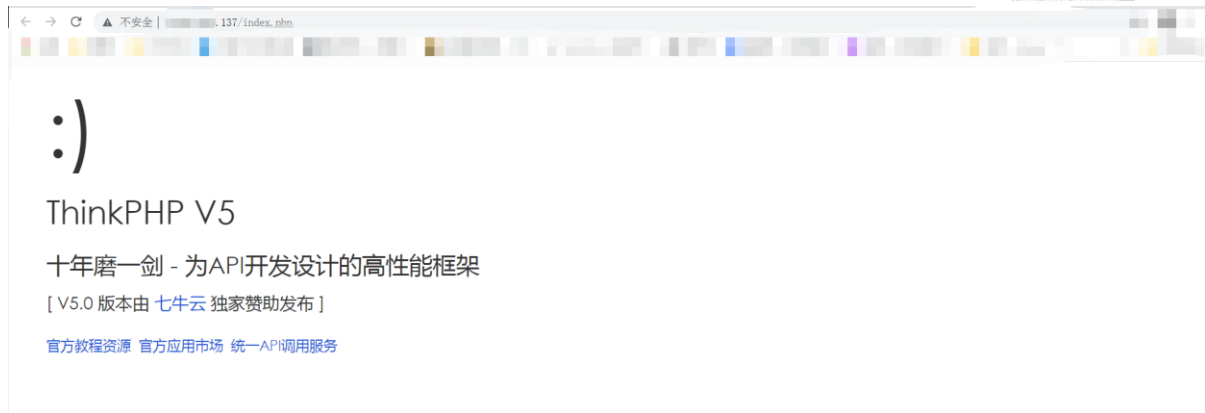 不安全 | .137/index.php
:)
ThinkPHP V5
十年磨一剑 - 为API开发设计的高性能框架
[ V5.0 版本由 七牛云 独家赞助发布 ]
官方教程资源 官方应用市场 统一API调用服务